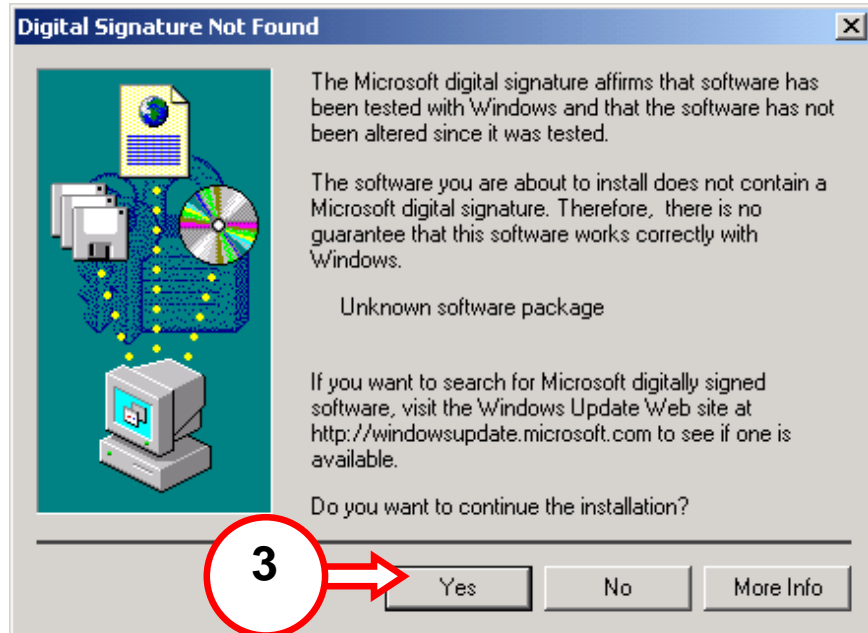 Digital Signature Not Found
The Microsoft digital signature affirms that software has
been tested with Windows and that the software has not
been altered since it was tested.
The software you are about to install does not contain a
Microsoft digital signature. Therefore,  there is no
guarantee that this software works correctly with
Windows.
Unknown software package
If you want to search for Microsoft digitally signed
software, visit the Windows Update Web site at
http://windowsupdate.microsoft.com to see if one is
available.
Do you want to continue the installation?
3
Yes
No
More Info